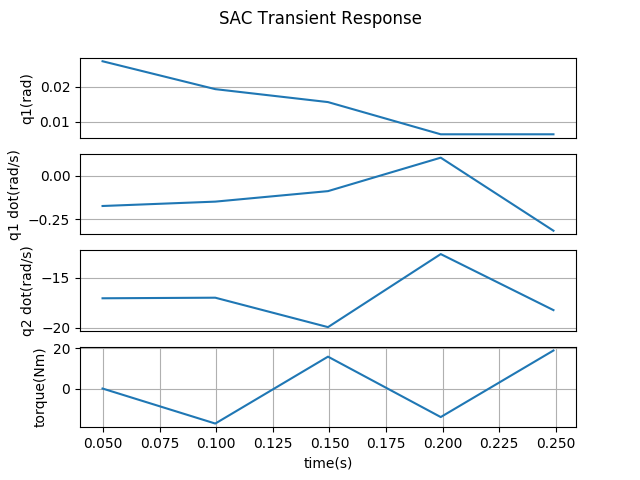 SAC Transient Response
q1(rad)
0.02
0.01
q1 dot(rad/s)
0.00
−0.25
q2 dot(rad/s)
−15
−20
torque(Nm)
20
0
0.050 0.075 0.100 0.125 0.150 0.175 0.200 0.225 0.250
time(s)